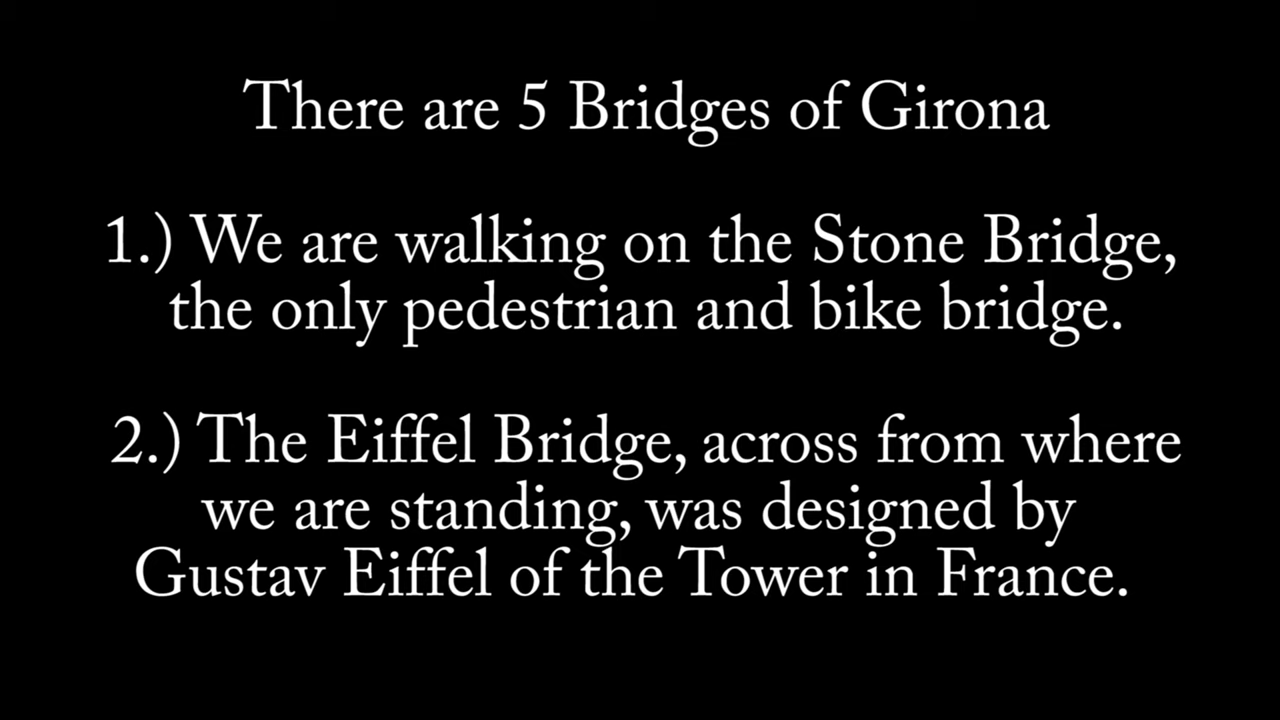 There are 5 Bridges of Girona
1.) We are walking on the Stone Bridge,
the only pedestrian and bike bridge.
2.) The Eiffel Bridge, across from where
we are standing, was designed by
Gustav Eiffel of the Tower in France.